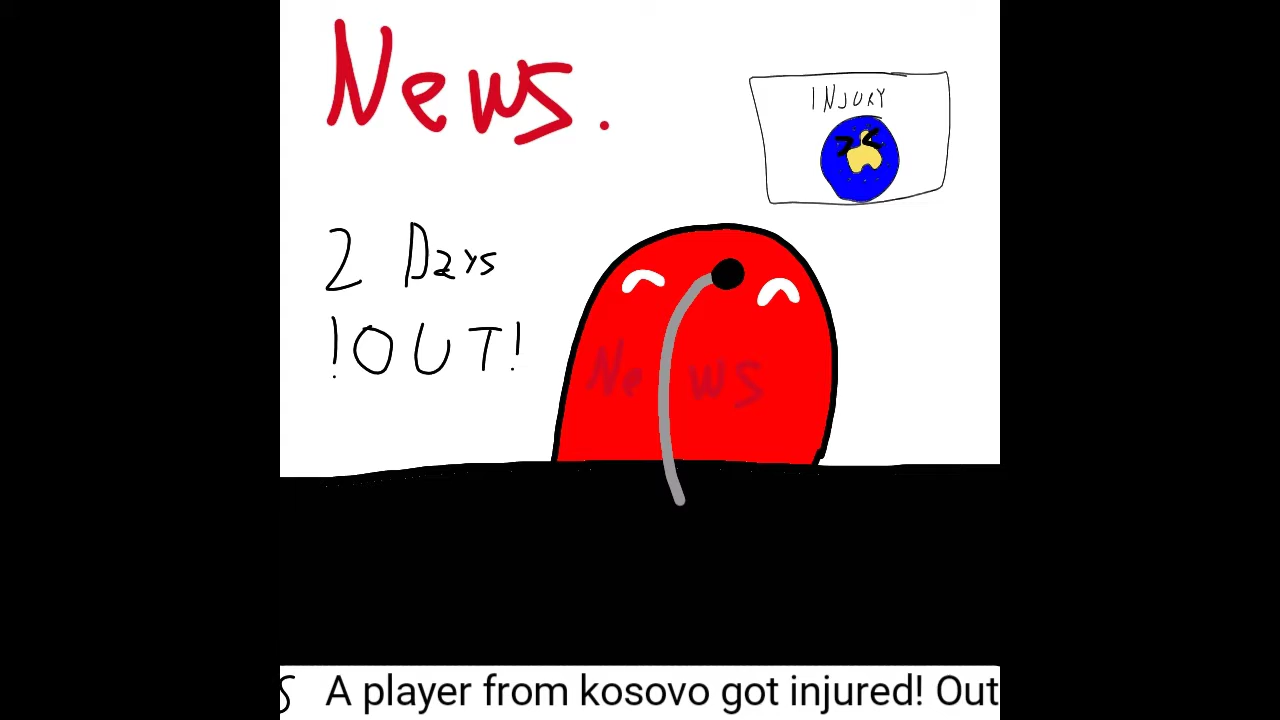 News.
INJURY
2 Days
!OUT!
News
S A player from kosovo got injured! Out